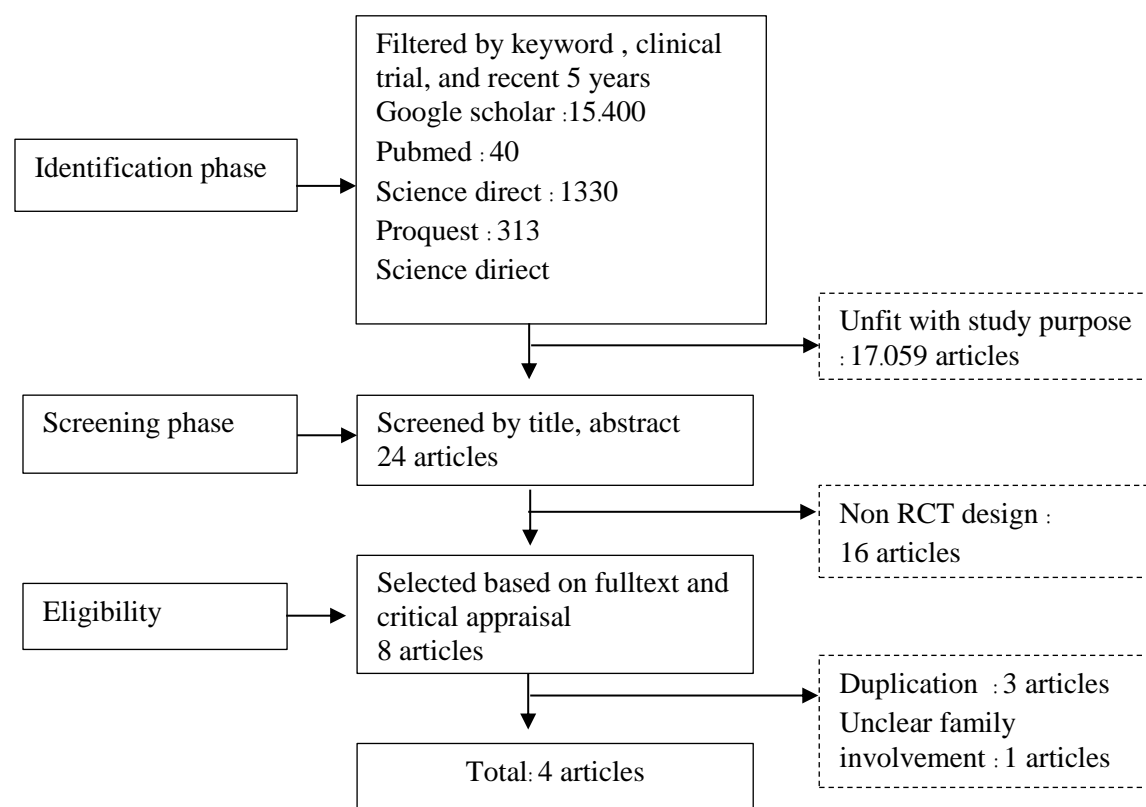 Filtered by keyword , clinical
trial, and recent 5 years
Google scholar :15.400
Pubmed : 40
Science direct : 1330
Proquest : 313
Science diriect
Identification phase
Unfit with study purpose
: 17.059 articles
Screening phase
Screened by title, abstract
24 articles
Non RCT design :
16 articles
Eligibility
Selected based on fulltext and
critical appraisal
8 articles
Duplication : 3 articles
Unclear family
involvement : 1 articles
Total: 4 articles